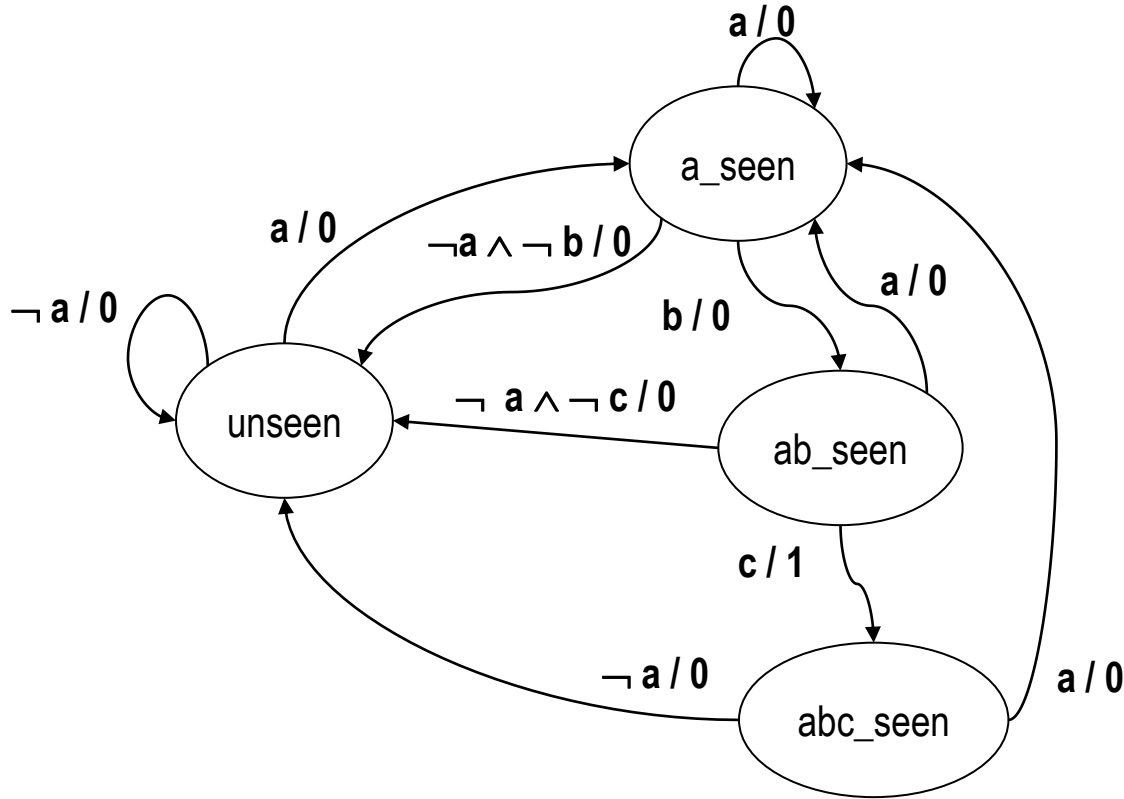 a / 0
a_seen
a / 0
¬a ∧ ¬ b / 0
a / 0
¬ a / 0
b / 0
¬ a ∧ ¬ c / 0
unseen
ab_seen
c / 1
¬ a / 0
a / 0
abc_seen